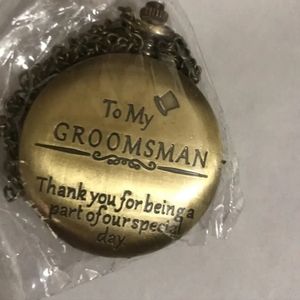 To My
GROOMSMAN
Thank you for being a
part of our special
day